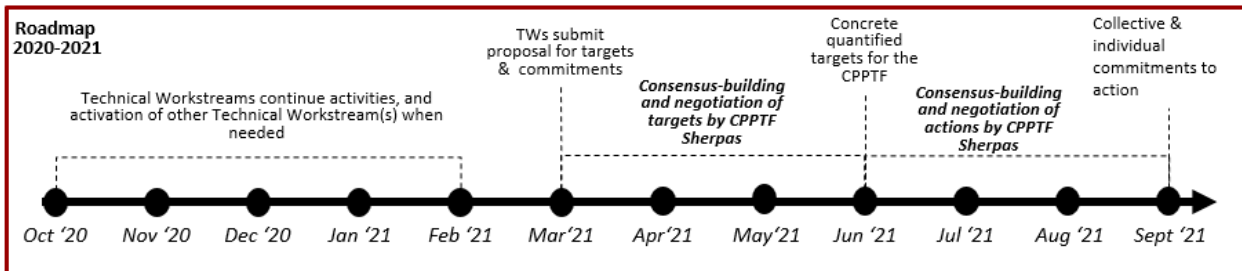 Roadmap
2020-2021
Technical Workstreams continue activities, and
activation of other Technical Workstream(s) when
needed
TWs submit
proposal for targets
& commitments
Consensus-building
and negotiation of
targets by CPPTF
Sherpas
Concrete
quantified
targets for the
CPPTF
Consensus-building
and negotiation of
actions by CPPTF
Sherpas
Collective &
individual
commitments to
action
Oct ‘20 Nov ‘20 Dec ‘20 Jan ‘21 Feb ‘21 Mar‘21 Apr‘21 May‘21 Jun ‘21 Jul ‘21 Aug ‘21 Sept ‘21